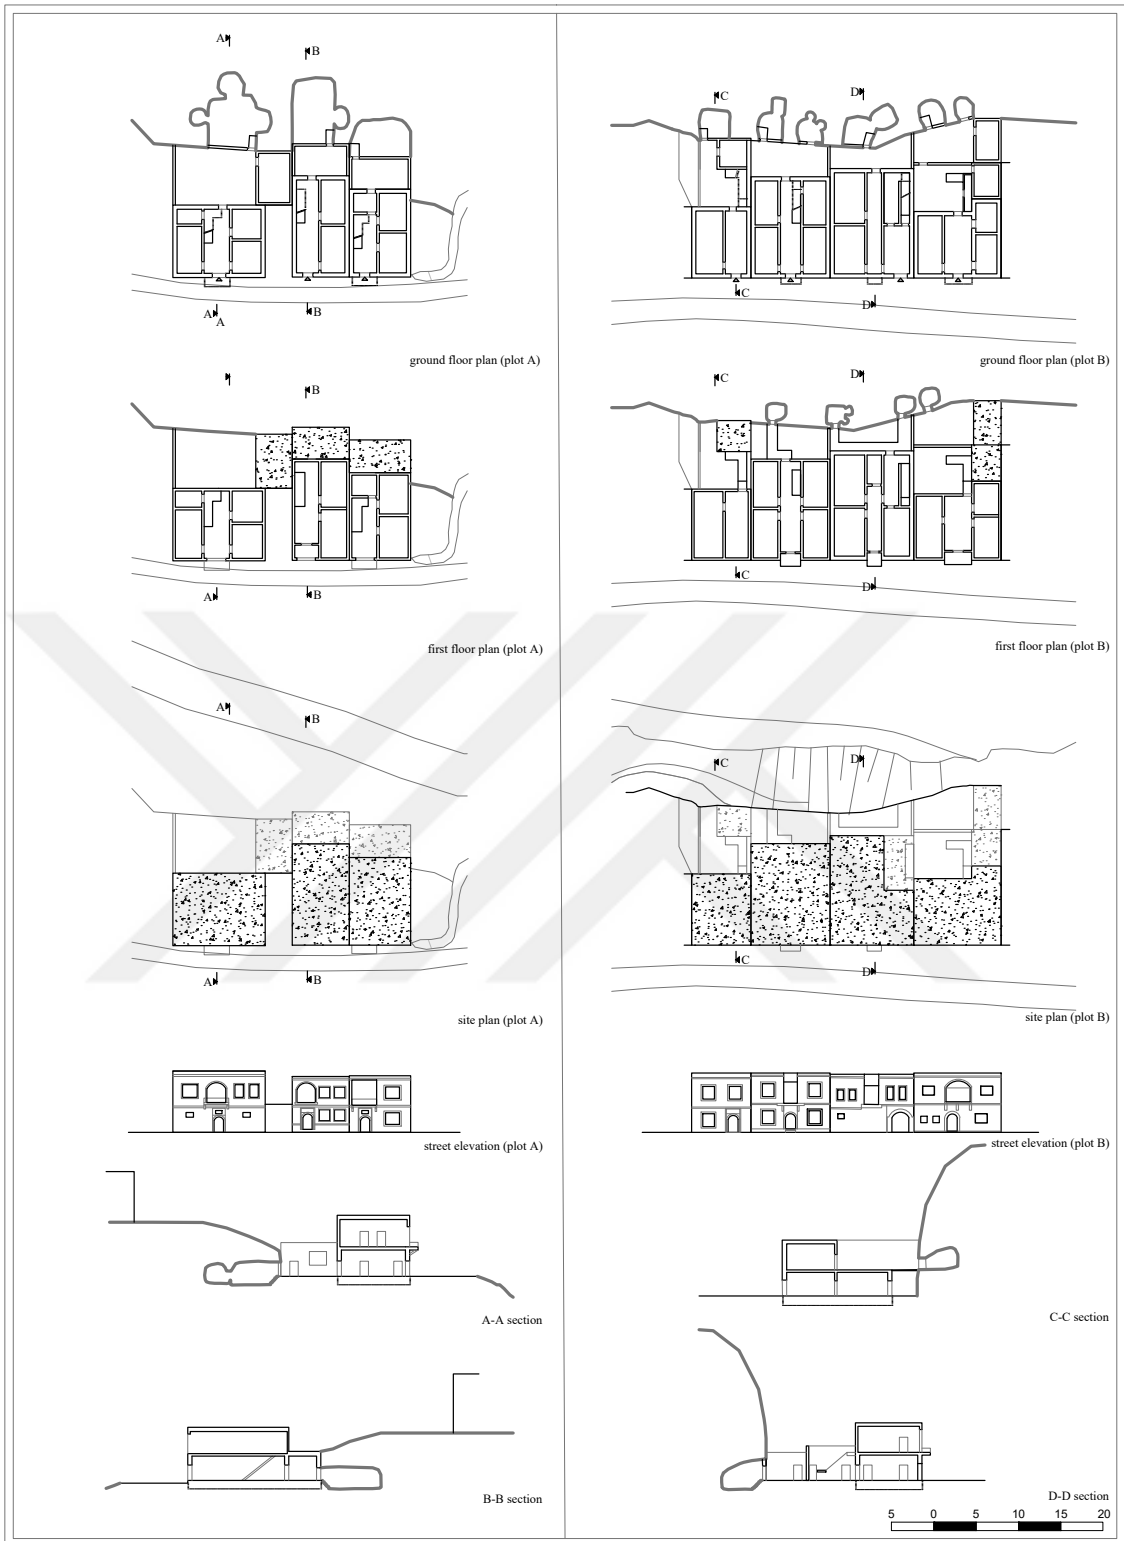 A
B
A
A
B
ground floor plan (plot A)
B
A
B
first floor plan (plot A)
A
B
A
B
site plan (plot A)
street elevation (plot A)
A-A section
B-B section
C
D
C
D
ground floor plan (plot B)
C
D
C
D
first floor plan (plot B)
C
D
C
D
site plan (plot B)
street elevation (plot B)
C-C section
D-D section
5 0 5 10 15 20